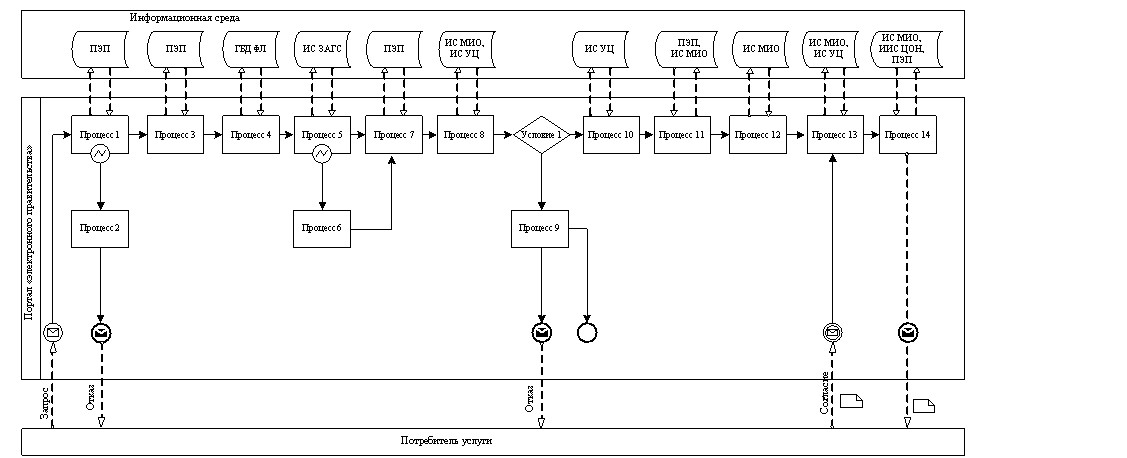 Информационная среда
ПЭП
ПЭП
ГБД ФЛ
ИС ЗАГС
ПЭП
ИС МИО,
ИС УЦ
ИС УЦ
ПЭП,
ИС МИО
ИС МИО
ИС МИО,
ИС УЦ
ИС МИО,
ИИС ЦОН,
ПЭП
Портал «электронного правительства»
Процесс 1
Процесс 3
Процесс 4
Процесс 5
Процесс 7
Процесс 8
Условие 1
Процесс 10
Процесс 11
Процесс 12
Процесс 13
Процесс 14
Процесс 2
Процесс 6
Процесс 9
Запрос
Отказ
Отказ
Согласие
Потребитель услуги